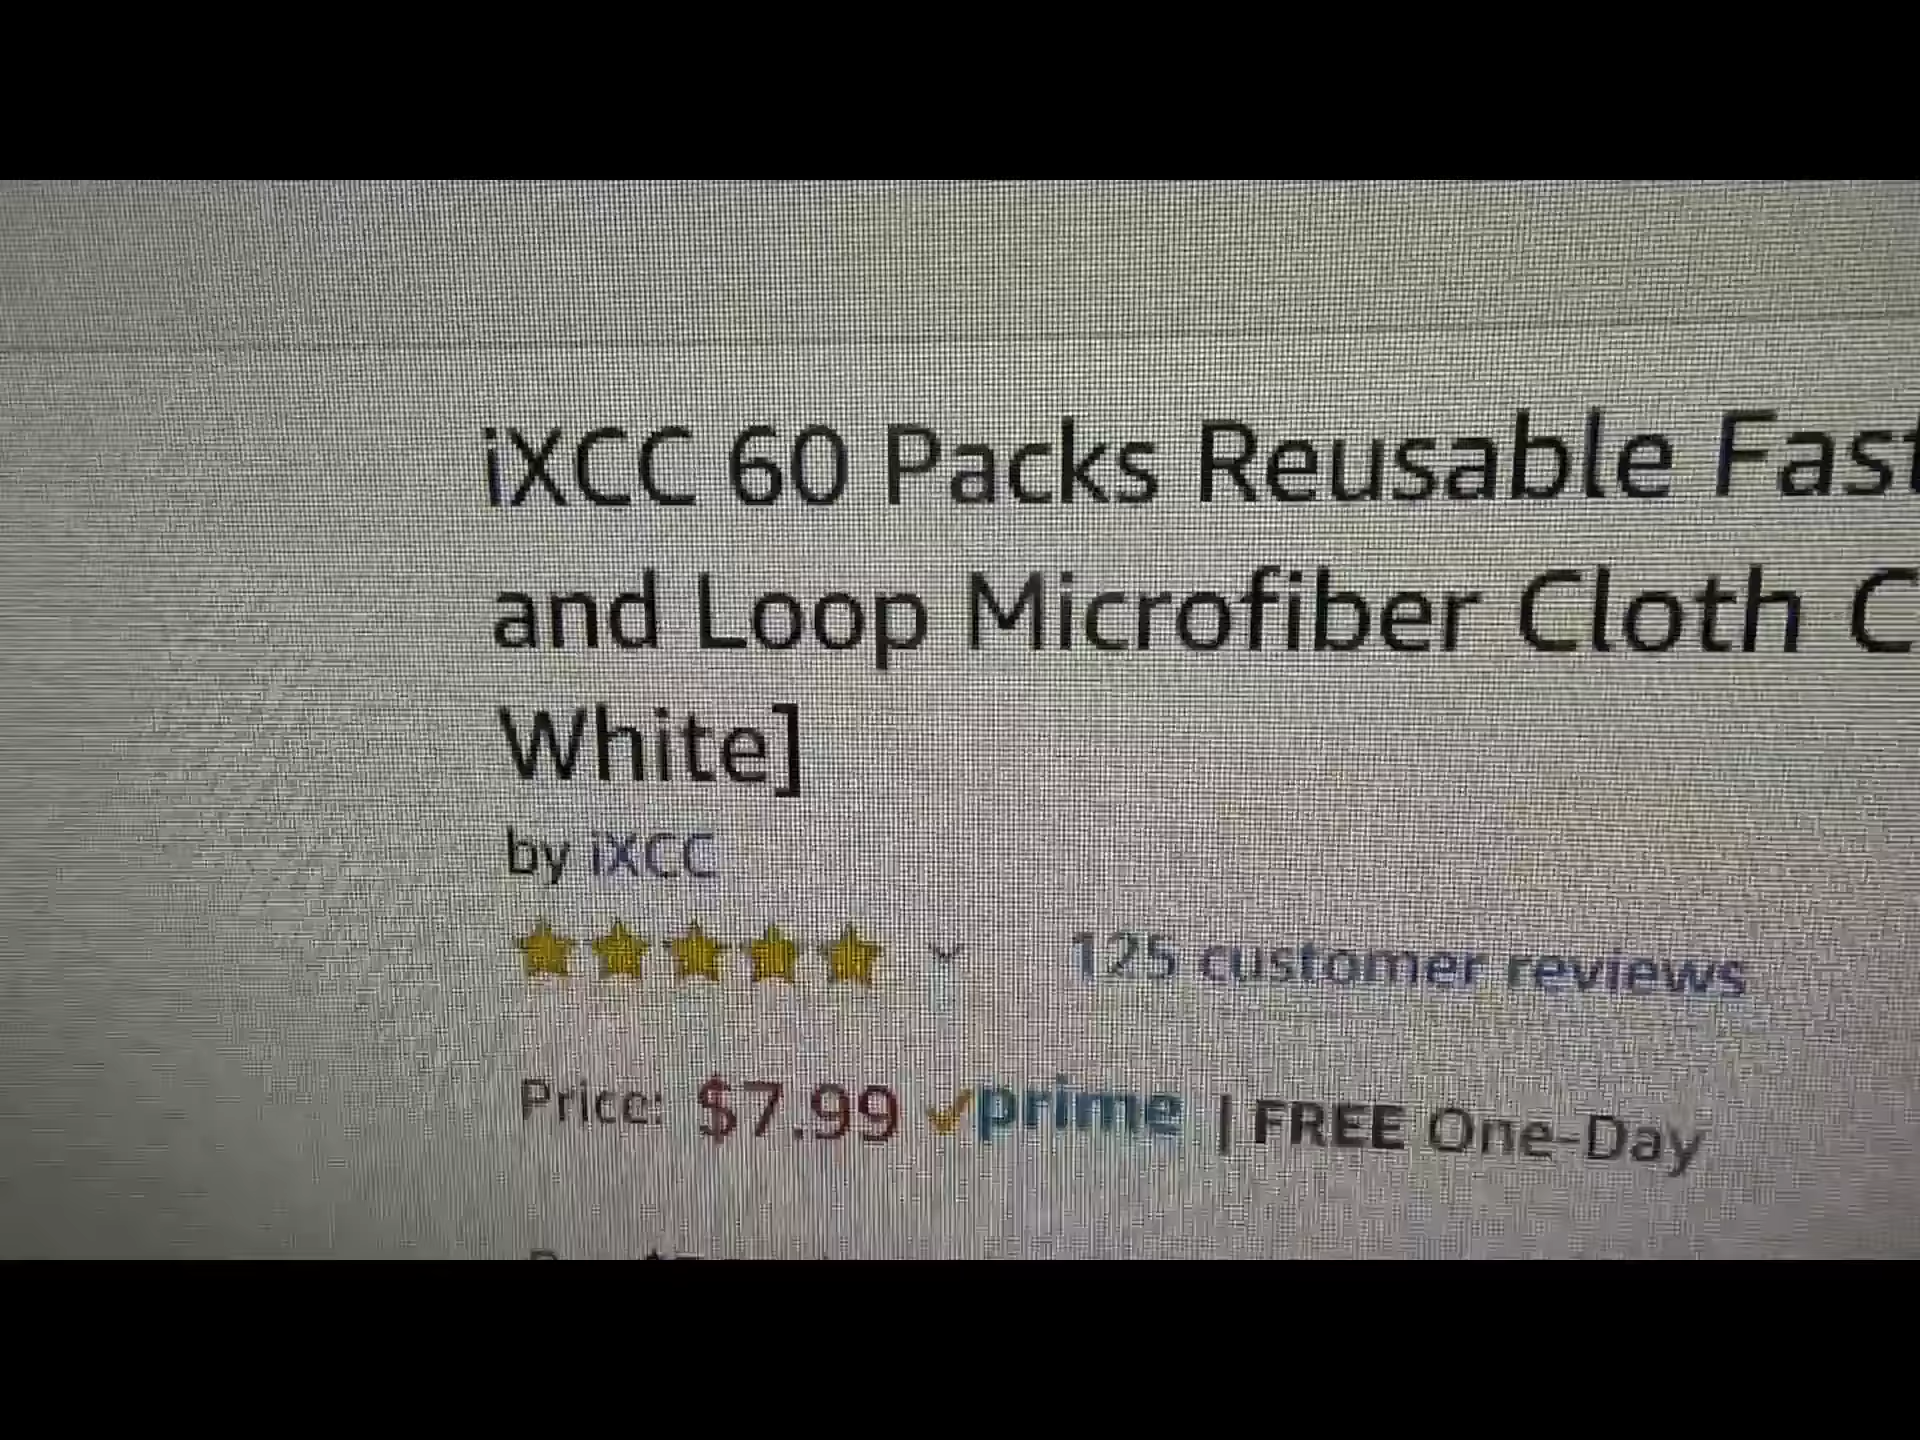 iXCC 60 Packs Reusable Fast
and Loop Microfiber Cloth C
White]
by iXCC
125 customer reviews
Price: $7.99 prime | FREE One-Day